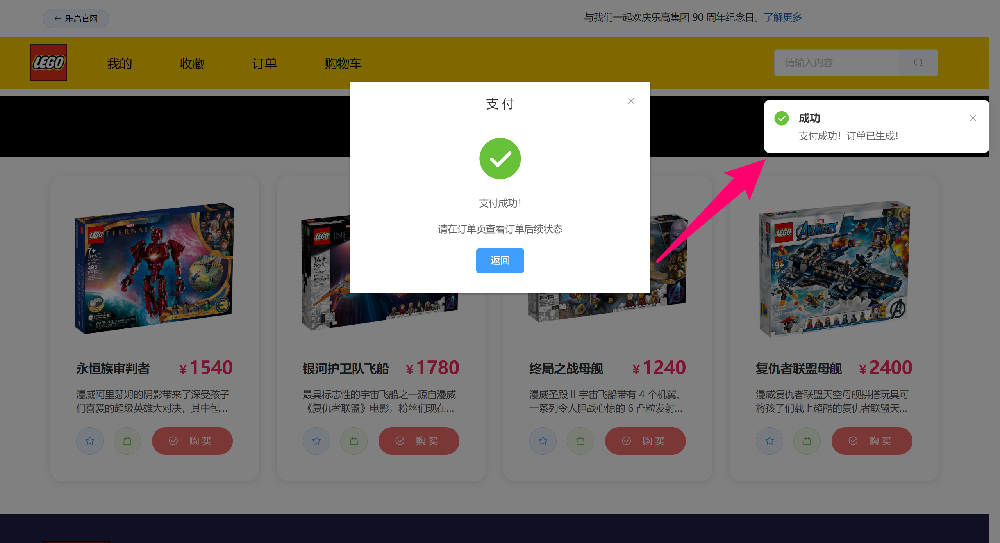 乐高官网
与我们一起欢庆乐高集团 90 周年纪念日。了解更多
LEGO
我的
收藏
订单
购物车
请输入内容
支 付
支付成功！
请在订单页查看订单后续状态
返回
成功
支付成功！订单已生成！
LEGO
MARVEL
ETERNALS
7+
76155
493
pcs/pzs
WARNING: CHOKING HAZARD
永恒族审判者
¥ 1540
漫威阿里瑟姆的阴影带来了深受孩子
们喜爱的超级英雄大对决，其中包...
购 买
LEGO
INFI
14+
76193
The
Guardians'
Ship
1901 pcs/pzs
银河护卫队飞船
¥ 1780
最具标志性的宇宙飞船之一源自漫威
《复仇者联盟》电影，粉丝们现在...
购 买
pcs/pzs
终局之战母舰
¥ 1240
漫威圣殿 II 宇宙飞船带有 4 个机翼、
一系列令人胆战心惊的 6 凸粒发射...
购 买
LEGO
MARVEL
AVENGERS
9+
76153
Avengers
Helicarrier
1244 pcs/pzs
复仇者联盟母舰
¥ 2400
漫威复仇者联盟天空母舰拼搭玩具可
将孩子们载上超酷的复仇者联盟天...
购 买